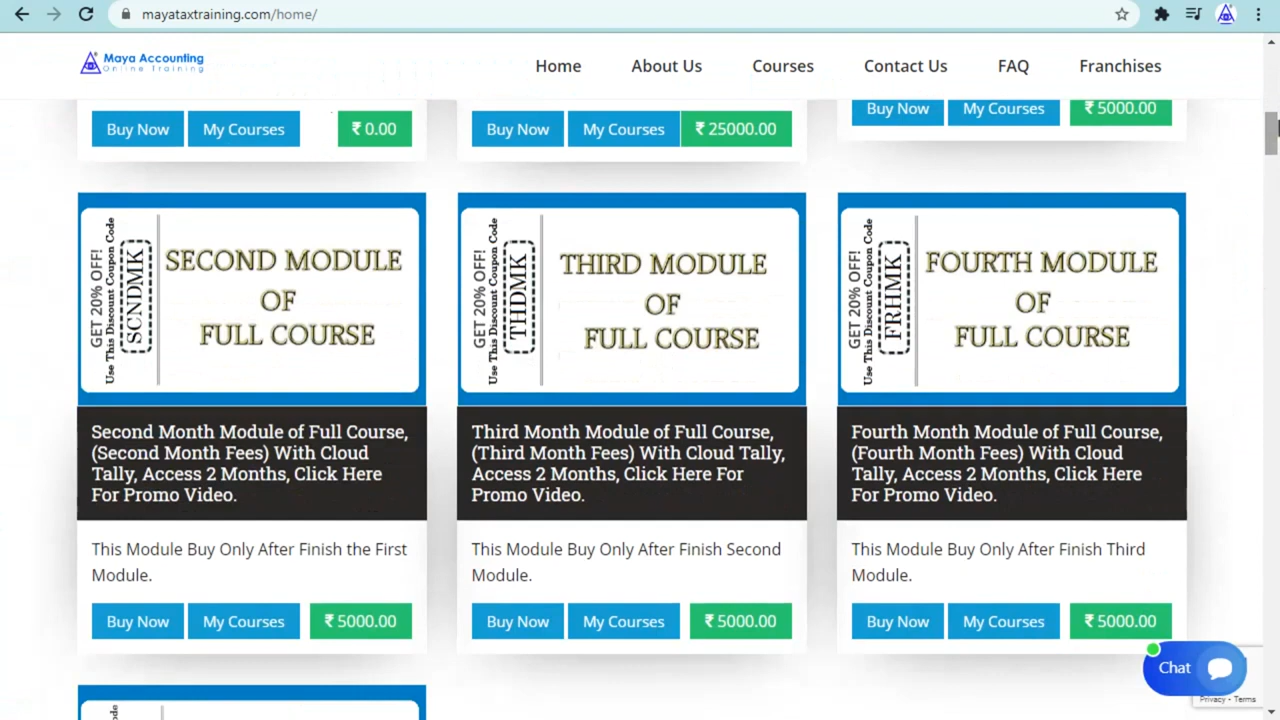 mayataxtraining.com/home/
Maya Accounting
Online Training
Home
About Us
Courses
Contact Us
FAQ
Franchises
Buy Now
My Courses
₹ 0.00
Buy Now
My Courses
₹ 25000.00
Buy Now
My Courses
₹ 5000.00
GET 20% OFF!
Use This Discount Coupon Code
SCNDMK
SECOND MODULE
OF
FULL COURSE
Second Month Module of Full Course,
(Second Month Fees) With Cloud
Tally, Access 2 Months, Click Here
For Promo Video.
This Module Buy Only After Finish the First
Module.
Buy Now
My Courses
₹ 5000.00
GET 20% OFF!
Use This Discount Coupon Code
THDMK
THIRD MODULE
OF
FULL COURSE
Third Month Module of Full Course,
(Third Month Fees) With Cloud Tally,
Access 2 Months, Click Here For
Promo Video.
This Module Buy Only After Finish Second
Module.
Buy Now
My Courses
₹ 5000.00
GET 20% OFF!
Use This Discount Coupon Code
FRHMK
FOURTH MODULE
OF
FULL COURSE
Fourth Month Module of Full Course,
(Fourth Month Fees) With Cloud
Tally, Access 2 Months, Click Here
For Promo Video.
This Module Buy Only After Finish Third
Module.
Buy Now
My Courses
₹ 5000.00
Chat
Privacy - Terms
Code